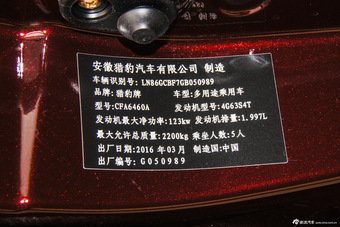 安徽猎豹汽车有限公司 制造
车辆识别号: LN86GCBF7GB050989
品牌:猎豹牌 车型:多用途乘用车
型号:CFA6460A 发动机型号:4G63S4T
发动机最大净功率:123kw 发动机排量:1.997L
最大允许总质量:2200kg 乘坐人数:5人
出厂日期:2016 年 03月 制造国:中国
出厂编号:G050989